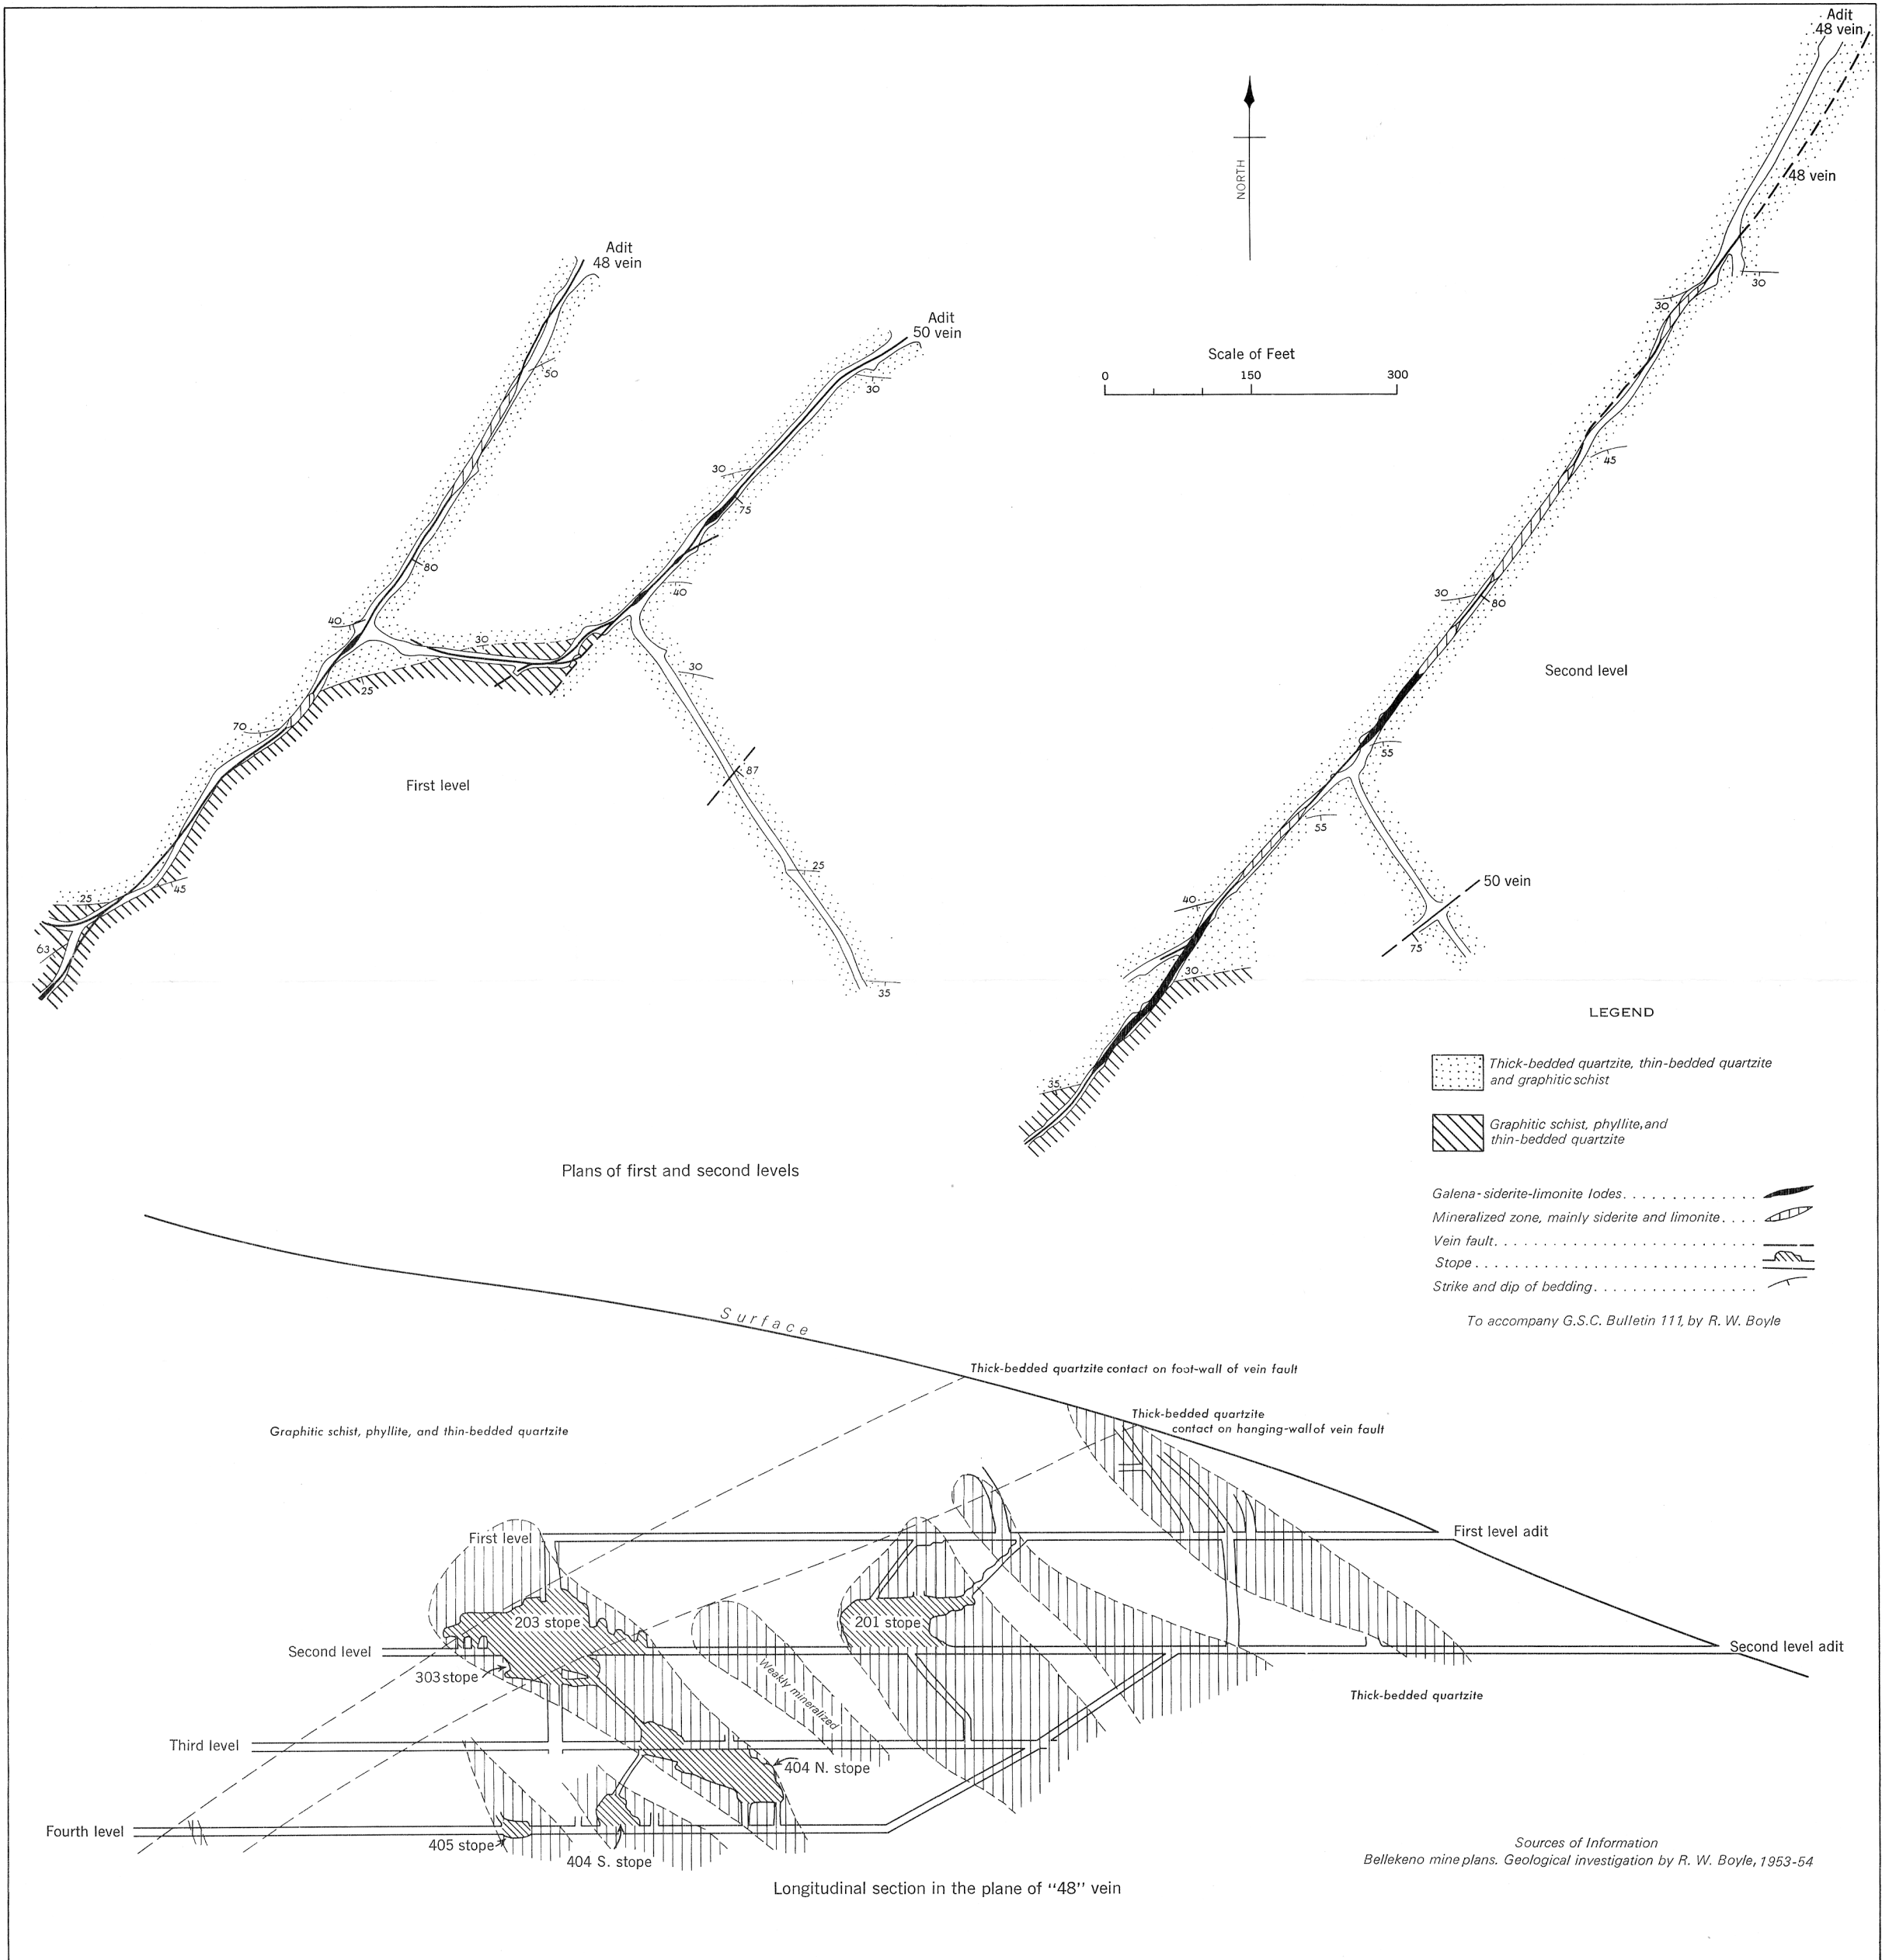 Adit
48 vein
NORTH
48 vein
30
Adit
48 vein
Adit
50 vein
30
Scale of Feet
0 150 300
50
30
30
75
45
80
40
30
80
40
30
30
Second level
25
70
55
87
First level
55
25
45
50 vein
25
40
63
75
30
35
LEGEND
Thick-bedded quartzite, thin-bedded quartzite
and graphitic schist
35
Graphitic schist, phyllite, and
thin-bedded quartzite
Plans of first and second levels
Galena-siderite-limonite lodes
Mineralized zone, mainly siderite and limonite
Vein fault
Stope
Strike and dip of bedding
To accompany G.S.C. Bulletin 111, by R. W. Boyle
Surface
Thick-bedded quartzite contact on foot-wall of vein fault
Thick-bedded quartzite
contact on hanging-wall of vein fault
Graphitic schist, phyllite, and thin-bedded quartzite
First level
First level adit
203 stope
201 stope
Second level
Second level adit
303 stope
Weakly mineralized
Thick-bedded quartzite
Third level
404 N. stope
Fourth level
405 stope
404 S. stope
Sources of Information
Bellekeno mine plans. Geological investigation by R. W. Boyle, 1953-54
Longitudinal section in the plane of "48" vein